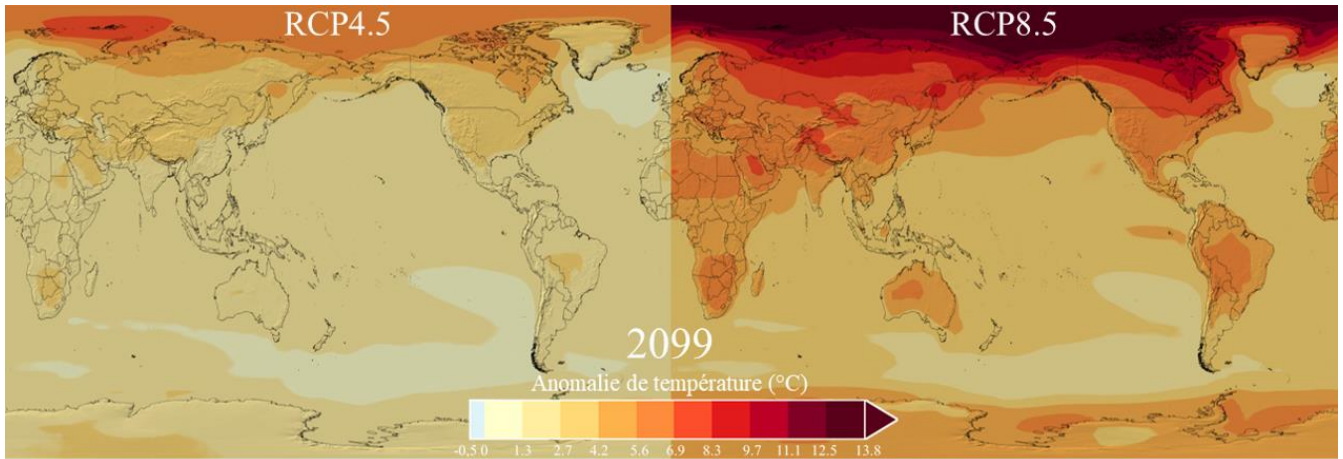 RCP4.5
RCP8.5
2099
Anomalie de température (°C)
-0,5 0 1.3 2.7 4.2 5.6 6.9 8.3 9.7 11.1 12.5 13.8